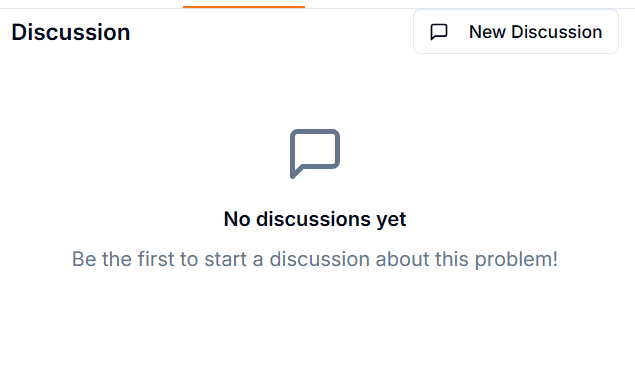 Discussion
New Discussion
No discussions yet
Be the first to start a discussion about this problem!